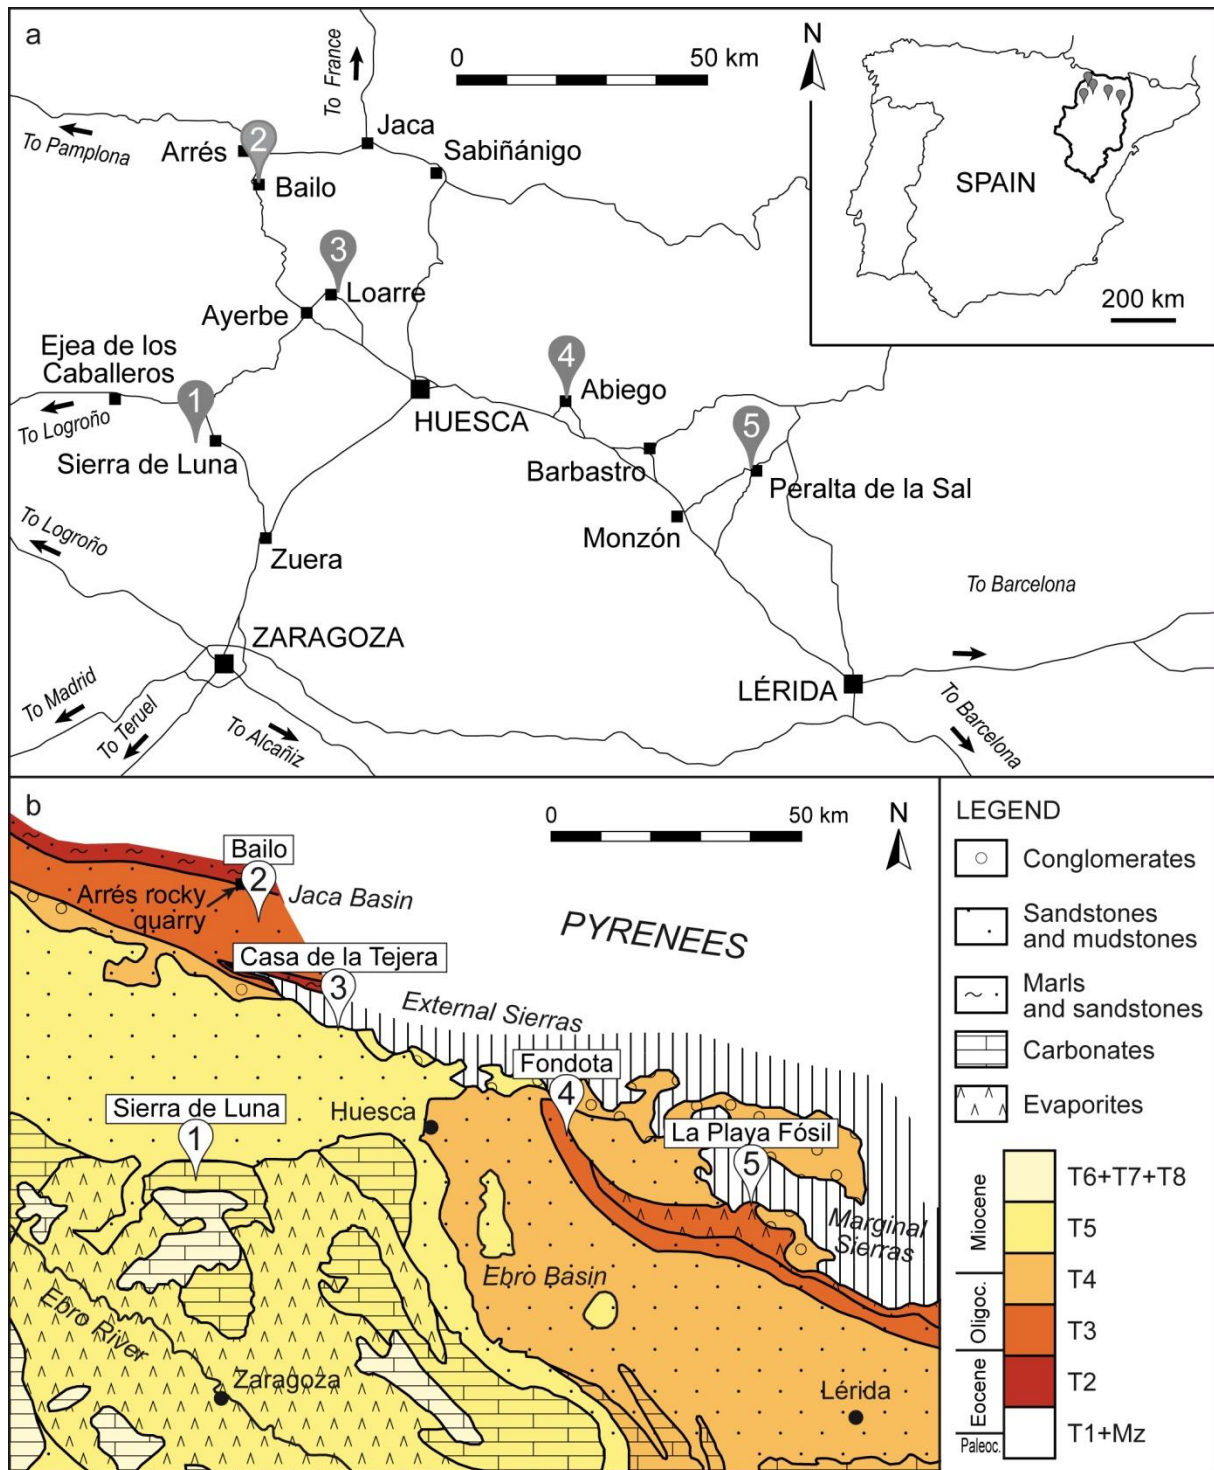 a
0
50 km
N
To France
To Pamplona
Arrés
2
Jaca
Sabiñánigo
Bailo
SPAIN
200 km
3
Loarre
Ayerbe
Ejea de los
Caballeros
1
4
Abiego
To Logroño
HUESCA
5
Sierra de Luna
Barbastro
Peralta de la Sal
To Logroño
Monzón
Zuera
To Barcelona
ZARAGOZA
LÉRIDA
To Madrid
To Teruel
To Alcañiz
To Barcelona
b
0
50 km
N
Bailo
2
Arrés rocky
quarry
Jaca Basin
PYRENEES
Casa de la Tejera
3
External Sierras
Fondota
4
Sierra de Luna
1
Huesca
La Playa Fósil
5
Marginal
Sierras
Ebro Basin
Ebro River
Zaragoza
Lérida
LEGEND
Conglomerates
Sandstones
and mudstones
Marls
and sandstones
Carbonates
Evaporites
Miocene
Oligoc.
Eocene
Paleoc.
T6+T7+T8
T5
T4
T3
T2
T1+Mz